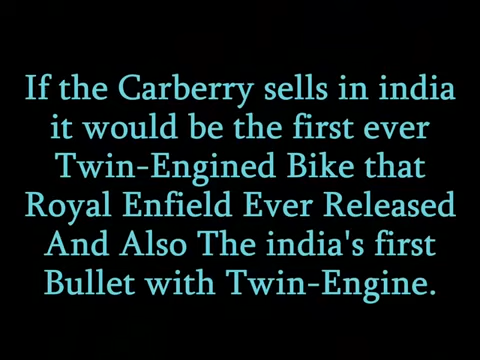 If the Carberry sells in india
it would be the first ever
Twin-Engined Bike that
Royal Enfield Ever Released
And Also The india's first
Bullet with Twin-Engine.